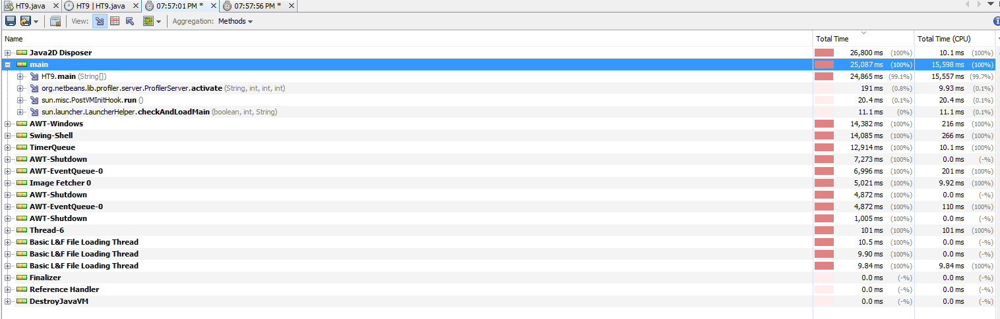 HT9.java HT9 | HT9.java 07:57:01 PM * 07:57:56 PM *
View: Aggregation: Methods
Name Total Time Total Time (CPU)
Java2D Disposer 26,800 ms (100%) 10.1 ms (100%)
main 25,087 ms (100%) 15,598 ms (100%)
HT9.main (String[]) 24,865 ms (99.1%) 15,557 ms (99.7%)
org.netbeans.lib.profiler.server.ProfilerServer.activate (String, int, int, int) 191 ms (0.8%) 9.93 ms (0.1%)
sun.misc.PostVMInitHook.run () 20.4 ms (0.1%) 20.4 ms (0.1%)
sun.launcher.LauncherHelper.checkAndLoadMain (boolean, int, String) 11.1 ms (0%) 11.1 ms (0.1%)
AWT-Windows 14,382 ms (100%) 216 ms (100%)
Swing-Shell 14,085 ms (100%) 266 ms (100%)
TimerQueue 12,914 ms (100%) 10.1 ms (100%)
AWT-Shutdown 7,273 ms (100%) 0.0 ms (-%)
AWT-EventQueue-0 6,996 ms (100%) 201 ms (100%)
Image Fetcher 0 5,021 ms (100%) 9.92 ms (100%)
AWT-Shutdown 4,872 ms (100%) 0.0 ms (-%)
AWT-EventQueue-0 4,872 ms (100%) 110 ms (100%)
AWT-Shutdown 1,005 ms (100%) 0.0 ms (-%)
Thread-6 101 ms (100%) 101 ms (100%)
Basic L&F File Loading Thread 10.5 ms (100%) 0.0 ms (-%)
Basic L&F File Loading Thread 9.90 ms (100%) 0.0 ms (-%)
Basic L&F File Loading Thread 9.84 ms (100%) 9.84 ms (100%)
Finalizer 0.0 ms (-%) 0.0 ms (-%)
Reference Handler 0.0 ms (-%) 0.0 ms (-%)
DestroyJavaVM 0.0 ms (-%) 0.0 ms (-%)